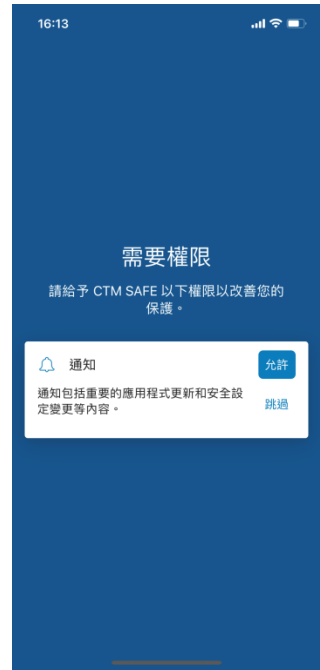 16:13
需要權限
請給予 CTM SAFE 以下權限以改善您的
保護。
通知
允許
通知包括重要的應用程式更新和安全設
定變更等內容。
跳過